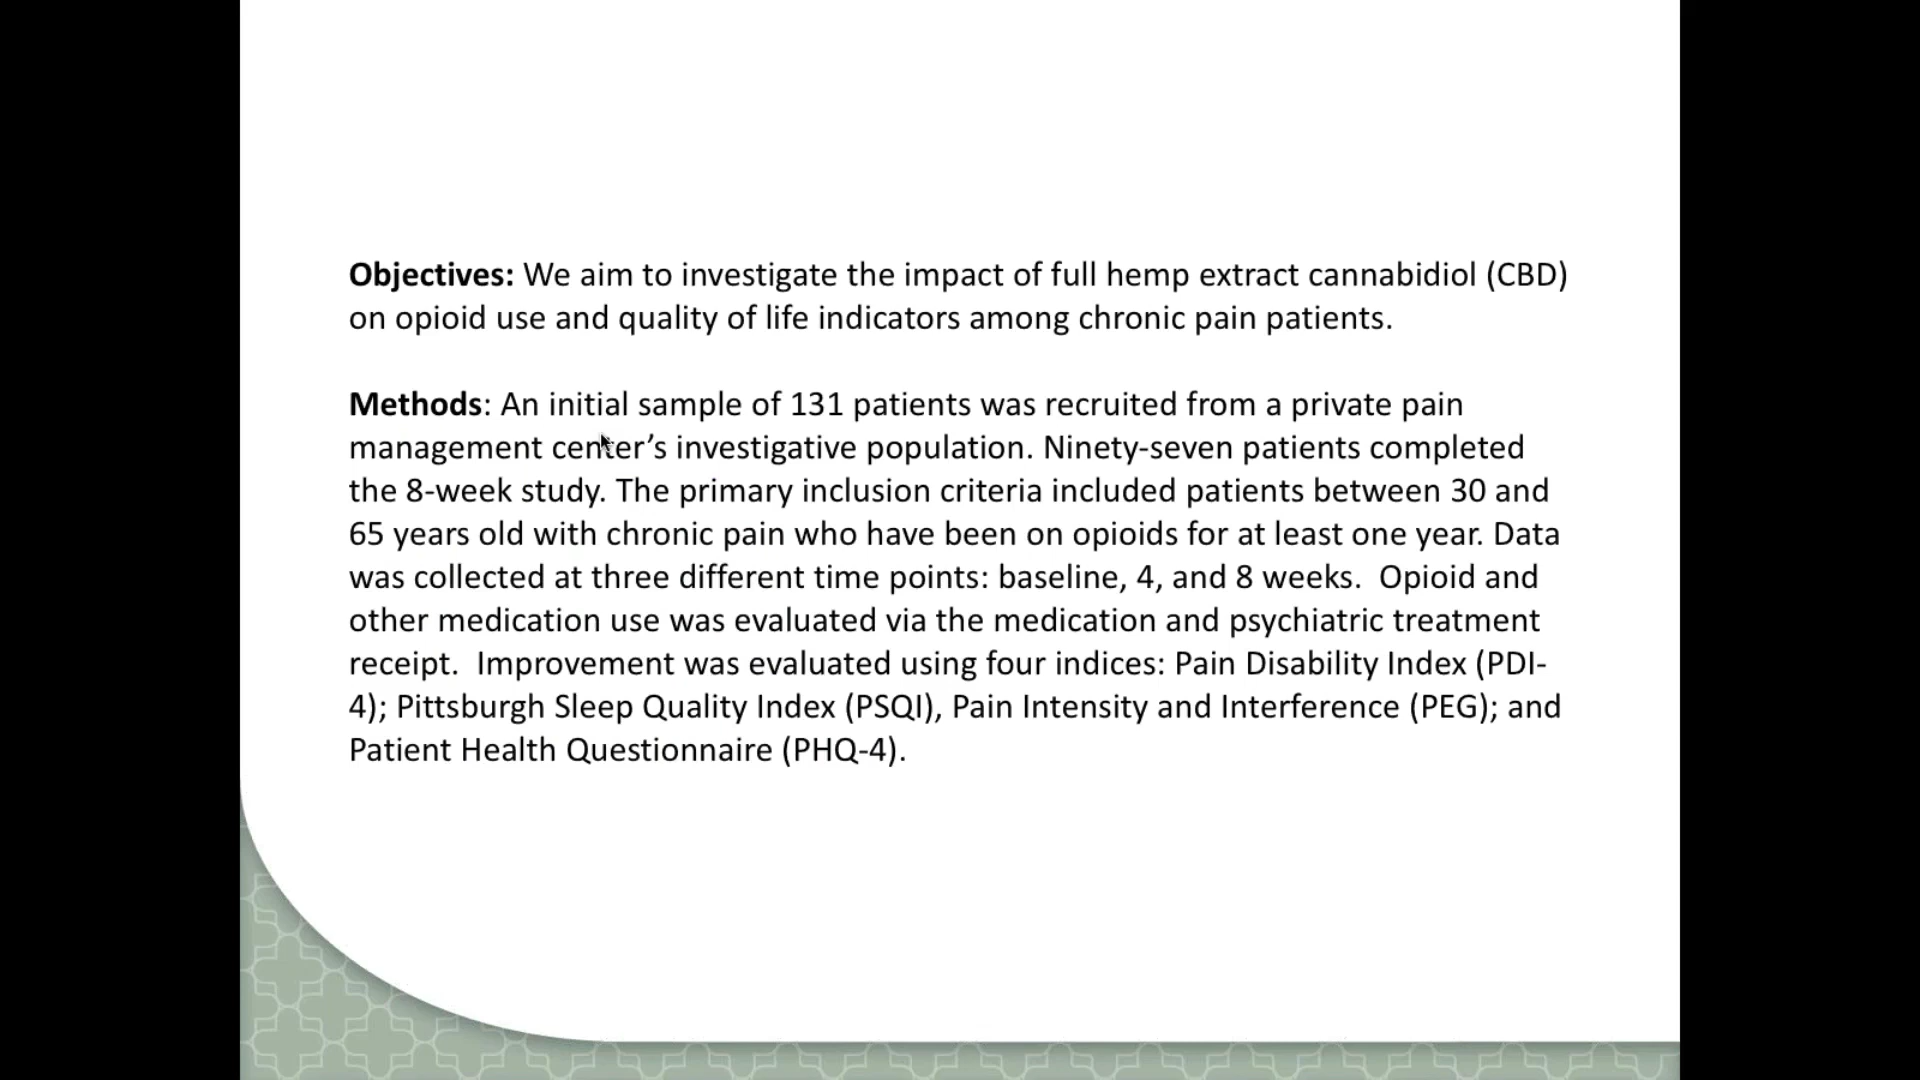 Objectives: We aim to investigate the impact of full hemp extract cannabidiol (CBD)
on opioid use and quality of life indicators among chronic pain patients.
Methods: An initial sample of 131 patients was recruited from a private pain
management center’s investigative population. Ninety-seven patients completed
the 8-week study. The primary inclusion criteria included patients between 30 and
65 years old with chronic pain who have been on opioids for at least one year. Data
was collected at three different time points: baseline, 4, and 8 weeks.  Opioid and
other medication use was evaluated via the medication and psychiatric treatment
receipt.  Improvement was evaluated using four indices: Pain Disability Index (PDI-
4); Pittsburgh Sleep Quality Index (PSQI), Pain Intensity and Interference (PEG); and
Patient Health Questionnaire (PHQ-4).